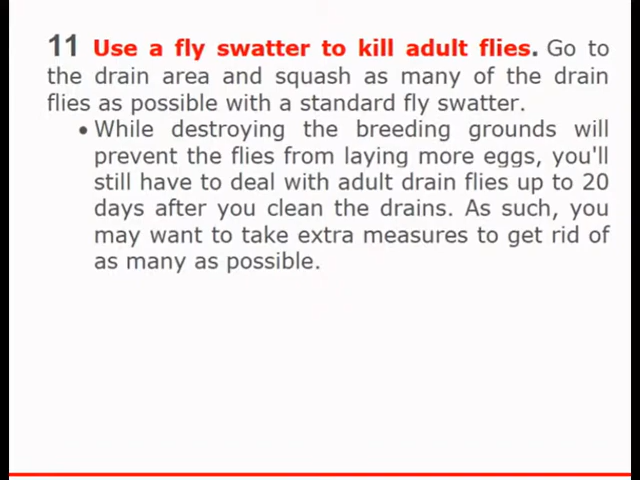 11 Use a fly swatter to kill adult flies. Go to
the drain area and squash as many of the drain
flies as possible with a standard fly swatter.
• While destroying the breeding grounds will
prevent the flies from laying more eggs, you'll
still have to deal with adult drain flies up to 20
days after you clean the drains. As such, you
may want to take extra measures to get rid of
as many as possible.